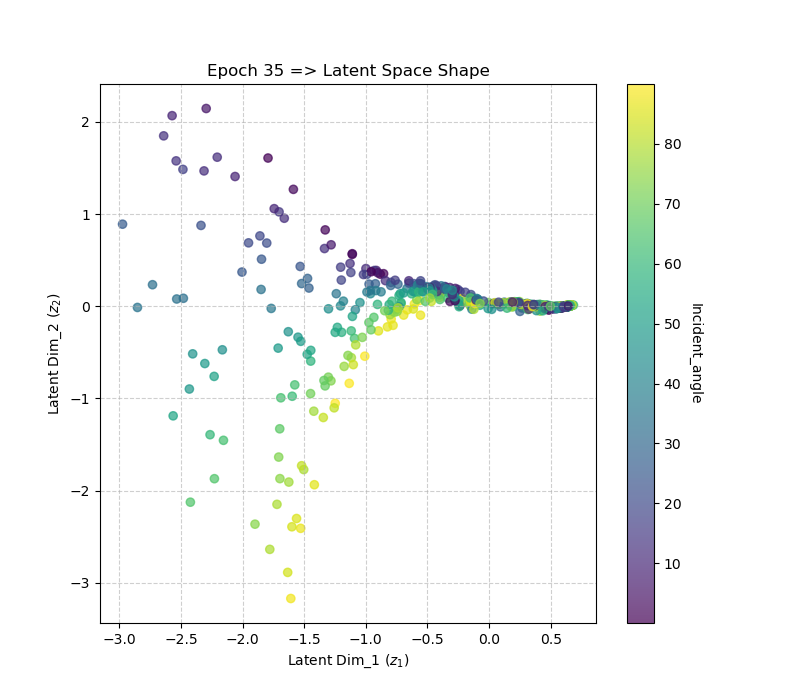 Epoch 35 => Latent Space Shape
2
1
0
−1
−2
−3
Latent Dim_2 (z₂)
−3.0 −2.5 −2.0 −1.5 −1.0 −0.5 0.0 0.5
Latent Dim_1 (z₁)
80
70
60
50
40
30
20
10
Incident_angle